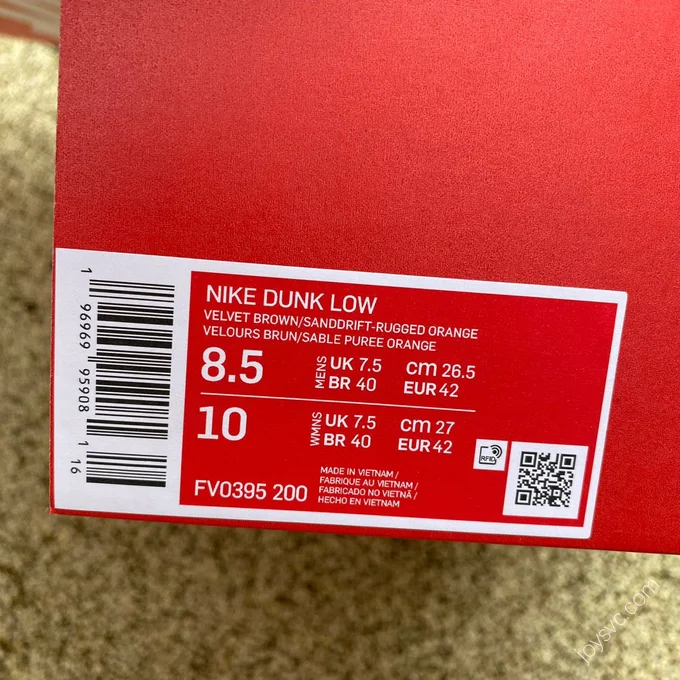 NIKE DUNK LOW
VELVET BROWN/SANDDRIFT-RUGGED ORANGE
VELOURS BRUN/SABLE PUREE ORANGE
8.5 MENS UK 7.5 cm 26.5
BR 40 EUR 42
10 WMNS UK 7.5 cm 27
BR 40 EUR 42
RFID
FV0395 200
MADE IN VIETNAM /
FABRIQUE AU VIETNAM /
FABRICADO NO VIETNÃ /
HECHO EN VIETNAM
1 96969 95908 1 16
joysvc.com